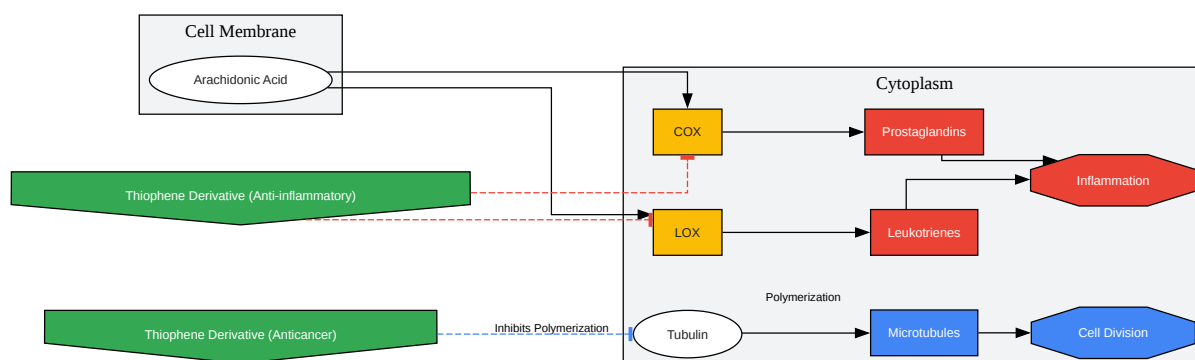 Cell Membrane
Arachidonic Acid
Cytoplasm
COX
Prostaglandins
Thiophene Derivative (Anti-inflammatory)
Inflammation
LOX
Leukotrienes
Polymerization
Thiophene Derivative (Anticancer)
Inhibits Polymerization
Tubulin
Microtubules
Cell Division